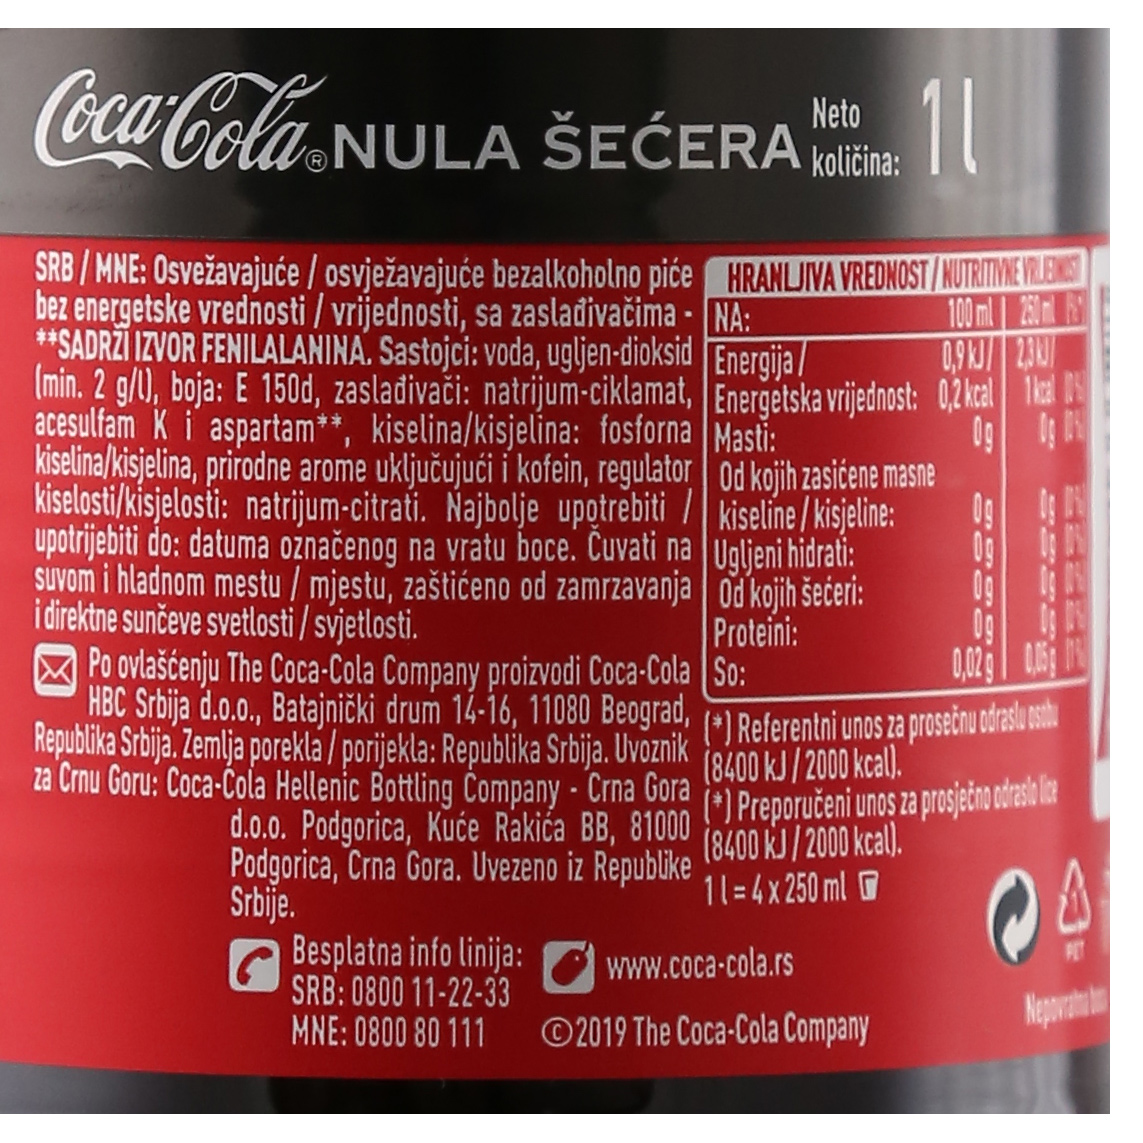 Coca-Cola® NULA ŠEĆERA Neto količina: 1 l
SRB / MNE: Osvežavajuće / osvježavajuće bezalkoholno piće
bez energetske vrednosti / vrijednosti, sa zaslađivačima -
**SADRŽI IZVOR FENILALANINA. Sastojci: voda, ugljen-dioksid
(min. 2 g/l), boja: E 150d, zaslađivači: natrijum-ciklamat,
acesulfam K i aspartam**, kiselina/kisjelina: fosforna
kiselina/kisjelina, prirodne arome uključujući i kofein, regulator
kiselosti/kisjelosti: natrijum-citrati. Najbolje upotrebiti /
upotrijebiti do: datuma označenog na vratu boce. Čuvati na
suvom i hladnom mestu / mjestu, zaštićeno od zamrzavanja
i direktne sunčeve svetlosti / svjetlosti.
Po ovlašćenju The Coca-Cola Company proizvodi Coca-Cola
HBC Srbija d.o.o., Batajnički drum 14-16, 11080 Beograd,
Republika Srbija. Zemlja porekla / porijekla: Republika Srbija. Uvoznik
za Crnu Goru: Coca-Cola Hellenic Bottling Company - Crna Gora
d.o.o. Podgorica, Kuće Rakića BB, 81000
Podgorica, Crna Gora. Uvezeno iz Republike
Srbije.
Besplatna info linija:
SRB: 0800 11-22-33
MNE: 0800 80 111
www.coca-cola.rs
©2019 The Coca-Cola Company
HRANLJIVA VREDNOST / NUTRITIVNE VRIJEDNOSTI
NA: 100 ml 250 ml
Energija / 0,9 kJ/ 2,3 kJ/
Energetska vrijednost: 0,2 kcal 1 kcal
Masti: 0g 0g
Od kojih zasićene masne
kiseline / kisjeline: 0g 0g
Ugljeni hidrati: 0g 0g
Od kojih šećeri: 0g 0g
Proteini: 0g 0g
So: 0,02g 0,05g
(*) Referentni unos za prosečnu odraslu osobu
(8400 kJ / 2000 kcal).
(*) Preporučeni unos za prosječno odraslo lice
(8400 kJ / 2000 kcal).
1 l = 4 x 250 ml
1
PET
Nepovratna